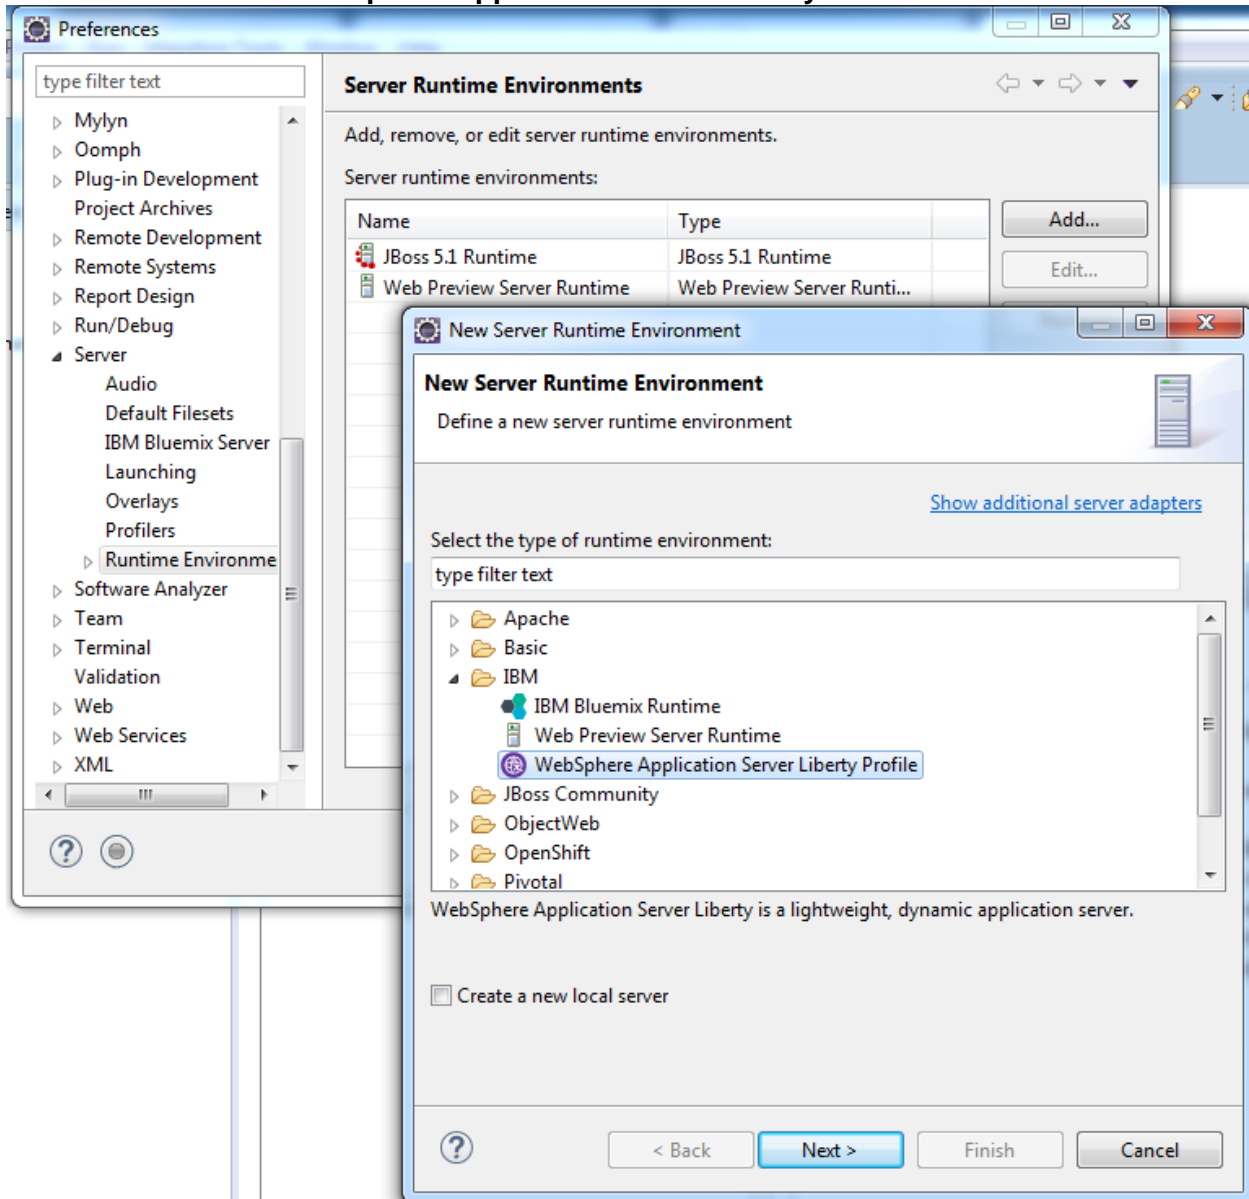 Preferences
type filter text
Mylyn
Oomph
Plug-in Development
Project Archives
Remote Development
Remote Systems
Report Design
Run/Debug
Server
Audio
Default Filesets
IBM Bluemix Server
Launching
Overlays
Profilers
Runtime Environme
Software Analyzer
Team
Terminal
Validation
Web
Web Services
XML
Server Runtime Environments
Add, remove, or edit server runtime environments.
Server runtime environments:
Name Type
JBoss 5.1 Runtime JBoss 5.1 Runtime
Web Preview Server Runtime Web Preview Server Runti...
Add...
Edit...
New Server Runtime Environment
New Server Runtime Environment
Define a new server runtime environment
Show additional server adapters
Select the type of runtime environment:
type filter text
Apache
Basic
IBM
IBM Bluemix Runtime
Web Preview Server Runtime
WebSphere Application Server Liberty Profile
JBoss Community
ObjectWeb
OpenShift
Pivotal
WebSphere Application Server Liberty is a lightweight, dynamic application server.
Create a new local server
< Back Next > Finish Cancel